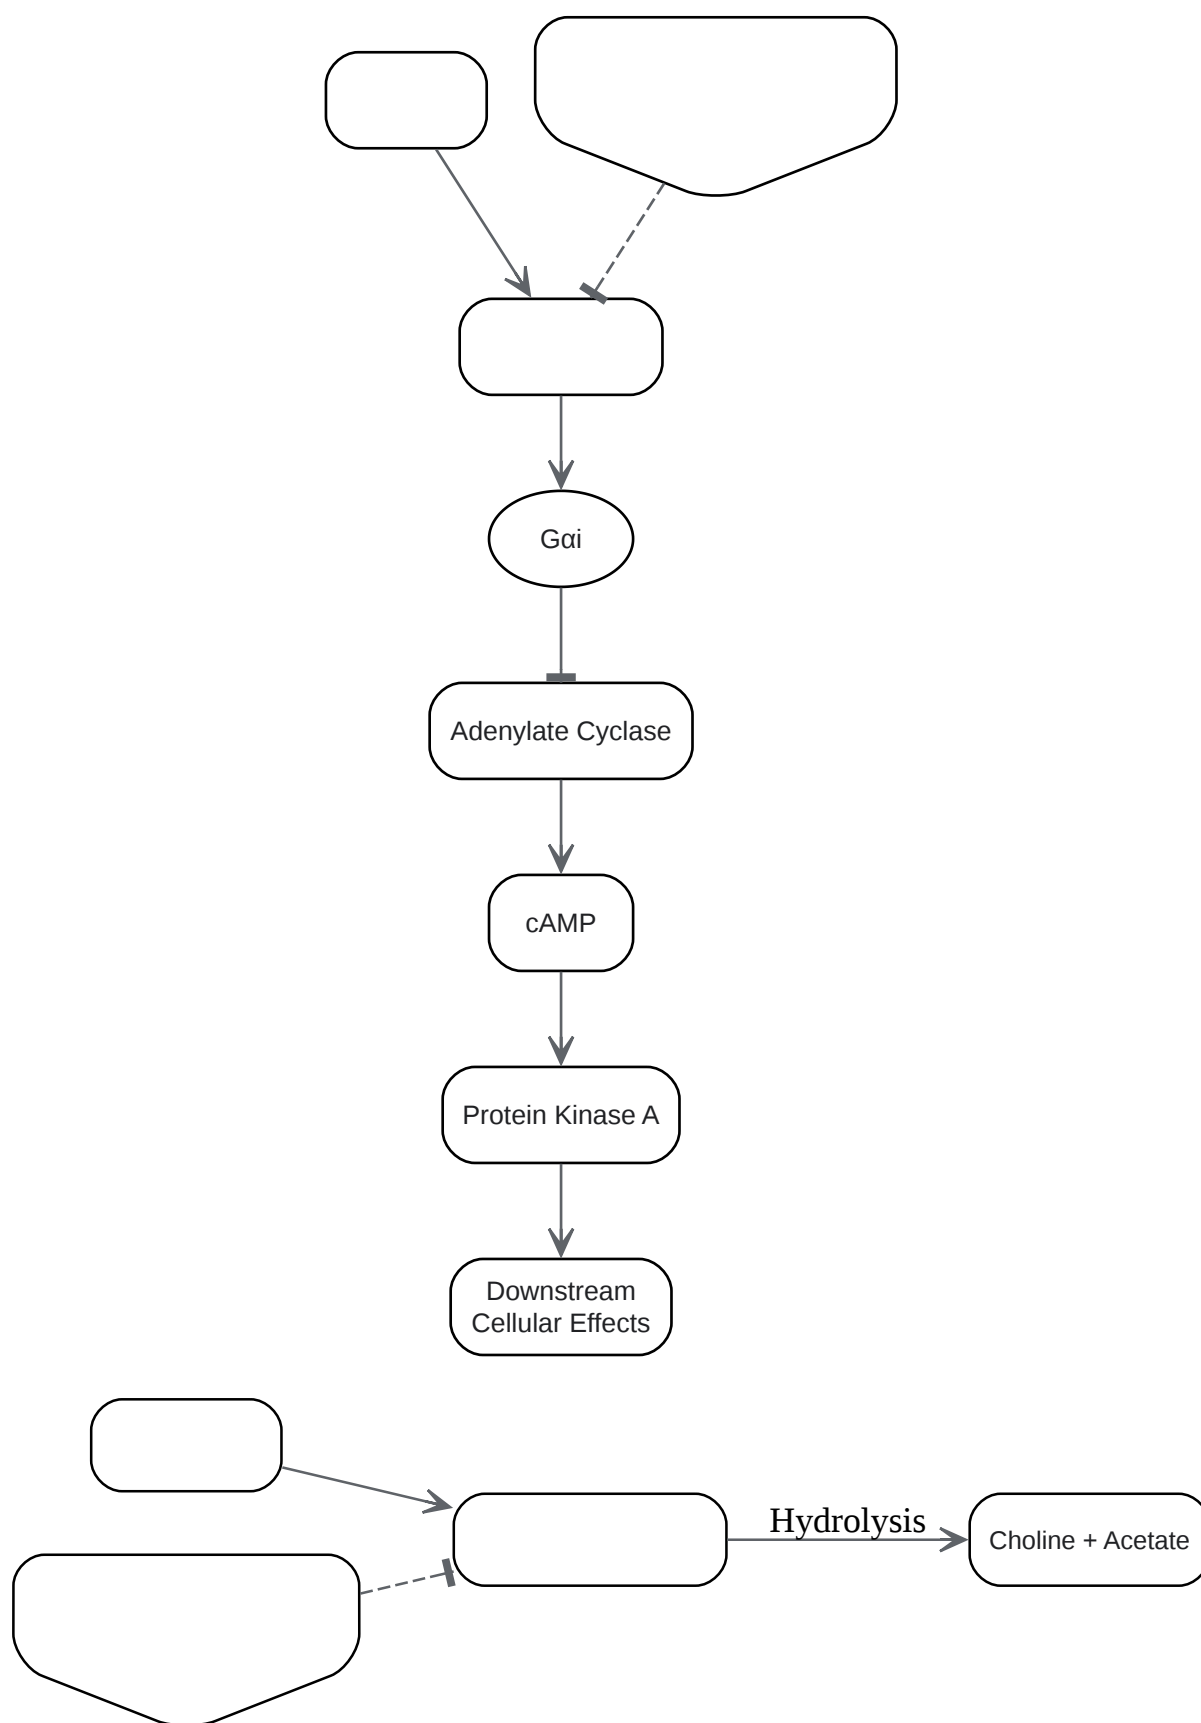 Gαi
Adenylate Cyclase
cAMP
Protein Kinase A
Downstream
Cellular Effects
Hydrolysis
Choline + Acetate